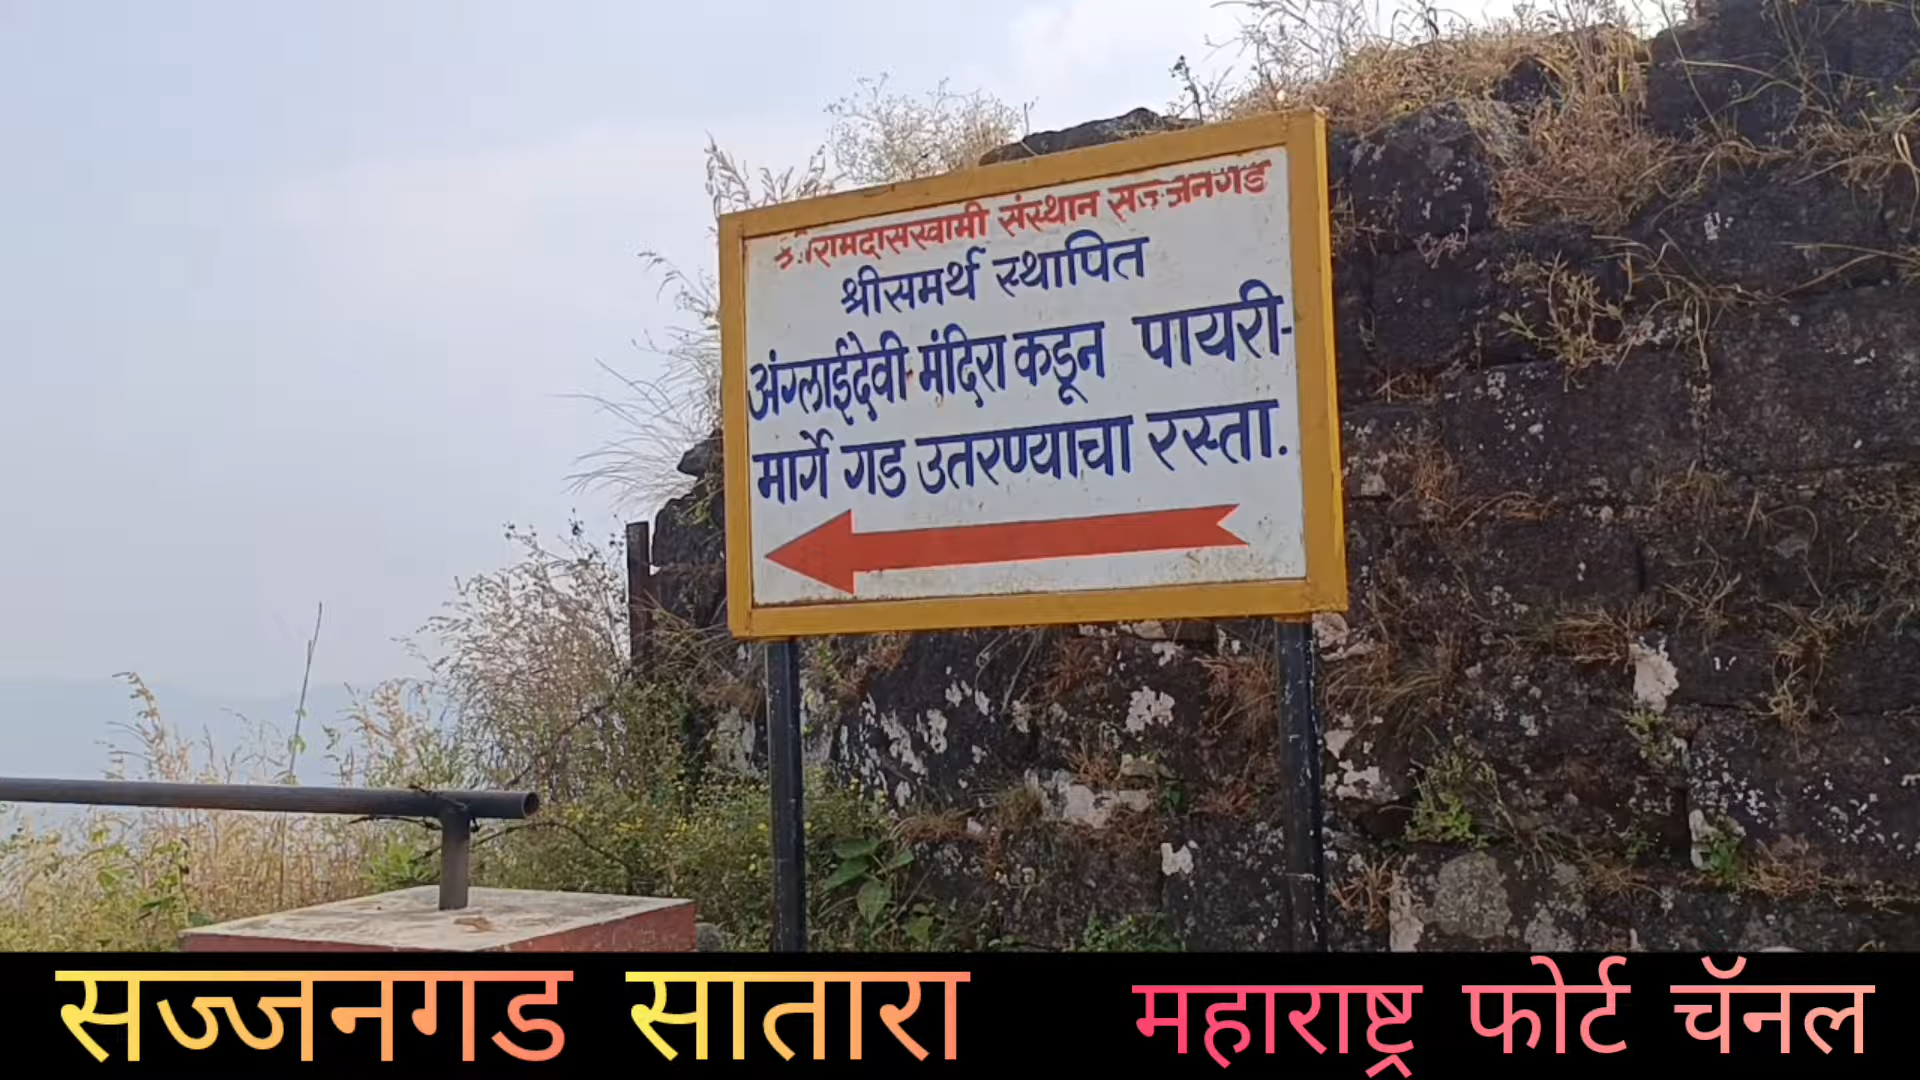 श्रीरामदासस्वामी संस्थान सज्जनगड
श्रीसमर्थ स्थापित
अंग्लाईदेवी मंदिरा कडून पायरी-
मार्गे गड उतरण्याचा रस्ता.
सज्जनगड सातारा महाराष्ट्र फोर्ट चॅनल